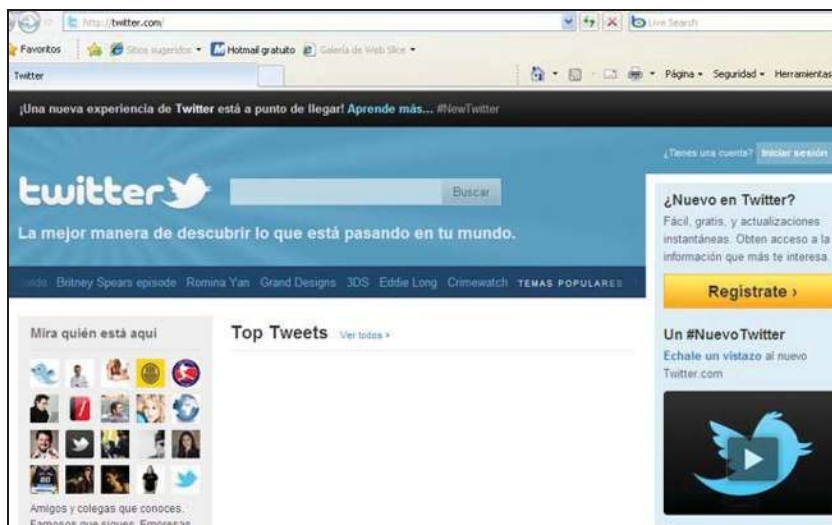 http://twitter.com/
Live Search
Favoritos Sitios sugeridos Hotmail gratuito Galería de Web Slice
Twitter
Página Seguridad Herramientas
¡Una nueva experiencia de Twitter está a punto de llegar! Aprende más... #NewTwitter
¿Tienes una cuenta? Iniciar sesión
twitter
Buscar
La mejor manera de descubrir lo que está pasando en tu mundo.
Britney Spears episode Romina Yan Grand Designs 3DS Eddie Long Crimewatch TEMAS POPULARES
¿Nuevo en Twitter?
Fácil, gratis, y actualizaciones
instantáneas. Obten acceso a la
información que más te interesa.
Regístrate ›
Mira quién está aquí
Top Tweets Ver todos >
Un #NuevoTwitter
Echale un vistazo al nuevo
Twitter.com
Amigos y colegas que conoces.
Famosos que sigues. Empresas